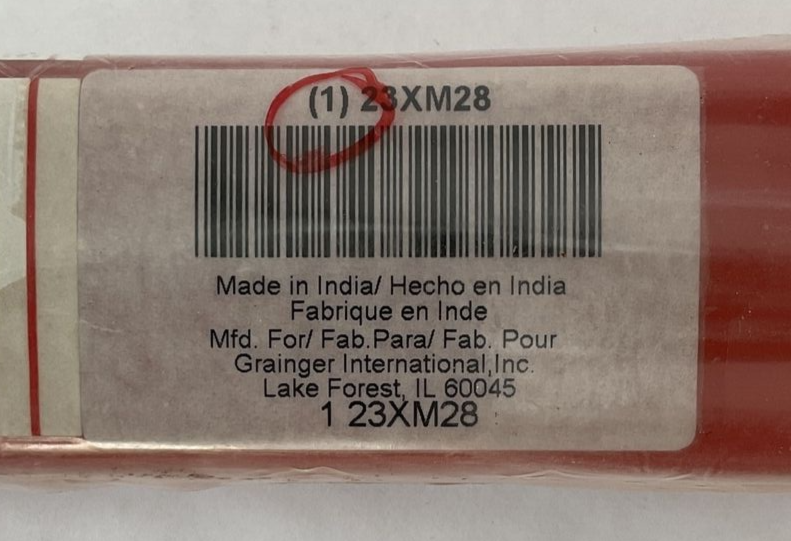 (1) 23XM28
Made in India/ Hecho en India
Fabrique en Inde
Mfd. For/ Fab.Para/ Fab. Pour
Grainger International,Inc.
Lake Forest, IL 60045
1 23XM28